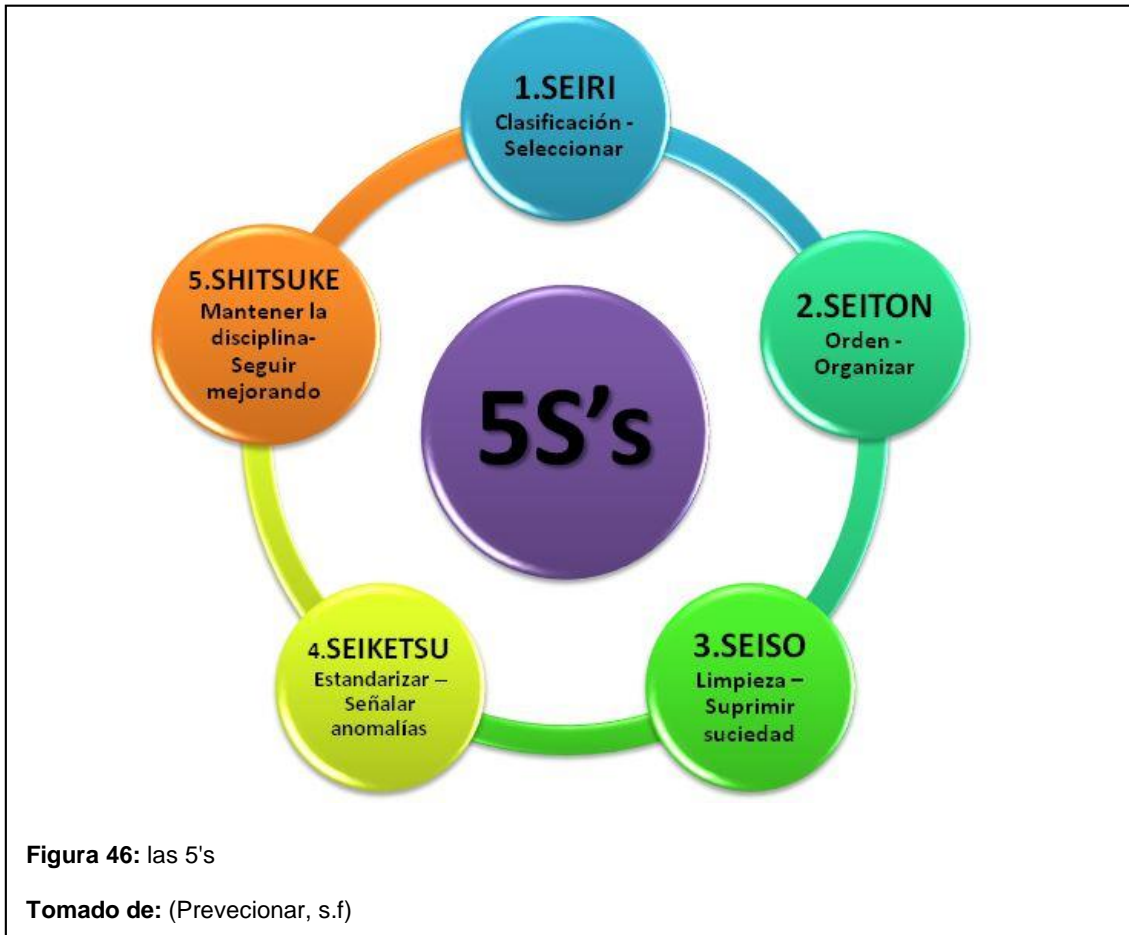 1.SEIRI
Clasificación -
Seleccionar
2.SEITON
Orden -
Organizar
3.SEISO
Limpieza –
Suprimir
suciedad
4.SEIKETSU
Estandarizar –
Señalar
anomalías
5.SHITSUKE
Mantener la
disciplina-
Seguir
mejorando
5S's
Figura 46: las 5's
Tomado de: (Prevecionar, s.f)